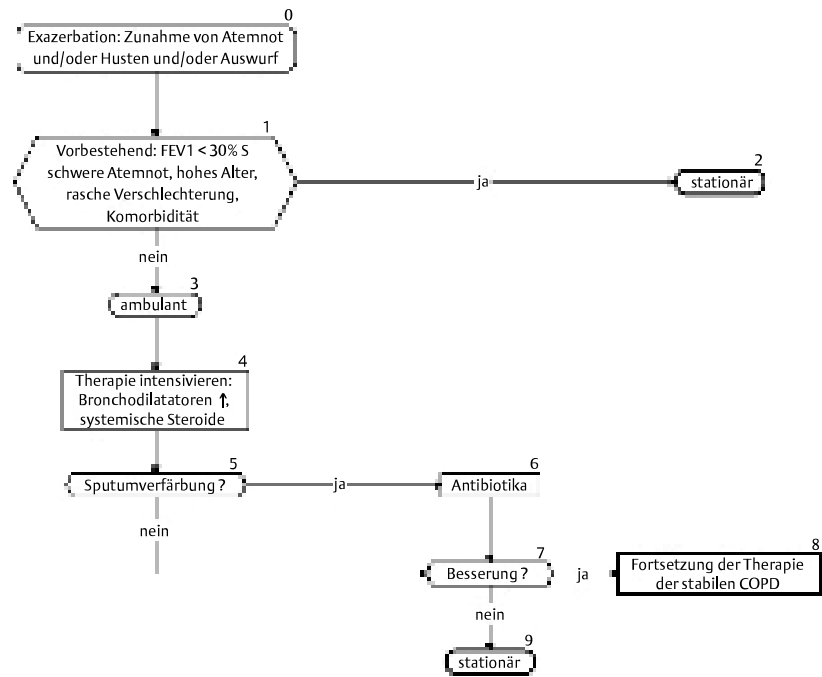 0
Exazerbation: Zunahme von Atemnot
und/oder Husten und/oder Auswurf
1
Vorbestehend: FEV1 < 30% S
schwere Atemnot, hohes Alter,
rasche Verschlechterung,
Komorbidität
ja
2
stationär
nein
3
ambulant
4
Therapie intensivieren:
Bronchodilatatoren ↑,
systemische Steroide
5
Sputumverfärbung ?
ja
6
Antibiotika
nein
7
Besserung ?
ja
8
Fortsetzung der Therapie
der stabilen COPD
nein
9
stationär